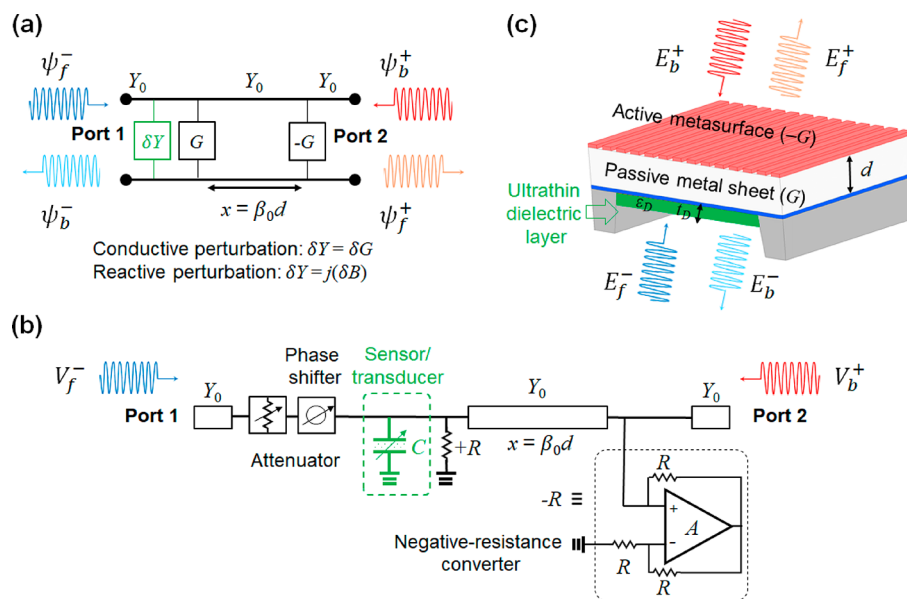 (a)
ψ_f^-
ψ_b^-
Y_0
Y_0
Y_0
Port 1
δY
G
-G
Port 2
x = β_0d
ψ_b^+
ψ_f^+
Conductive perturbation: δY = δG
Reactive perturbation: δY = j(δB)
(c)
E_b^+
E_f^+
Active metasurface (–G)
Passive metal sheet (G)
d
Ultrathin
dielectric
layer
ε_D
t_D
E_f^-
E_b^-
(b)
V_f^-
Y_0
Port 1
Attenuator
Phase
shifter
Sensor/
transducer
C
+R
Y_0
x = β_0d
Y_0
Port 2
V_b^+
-R ≡
R
+
A
-
R
R
Negative-resistance
converter